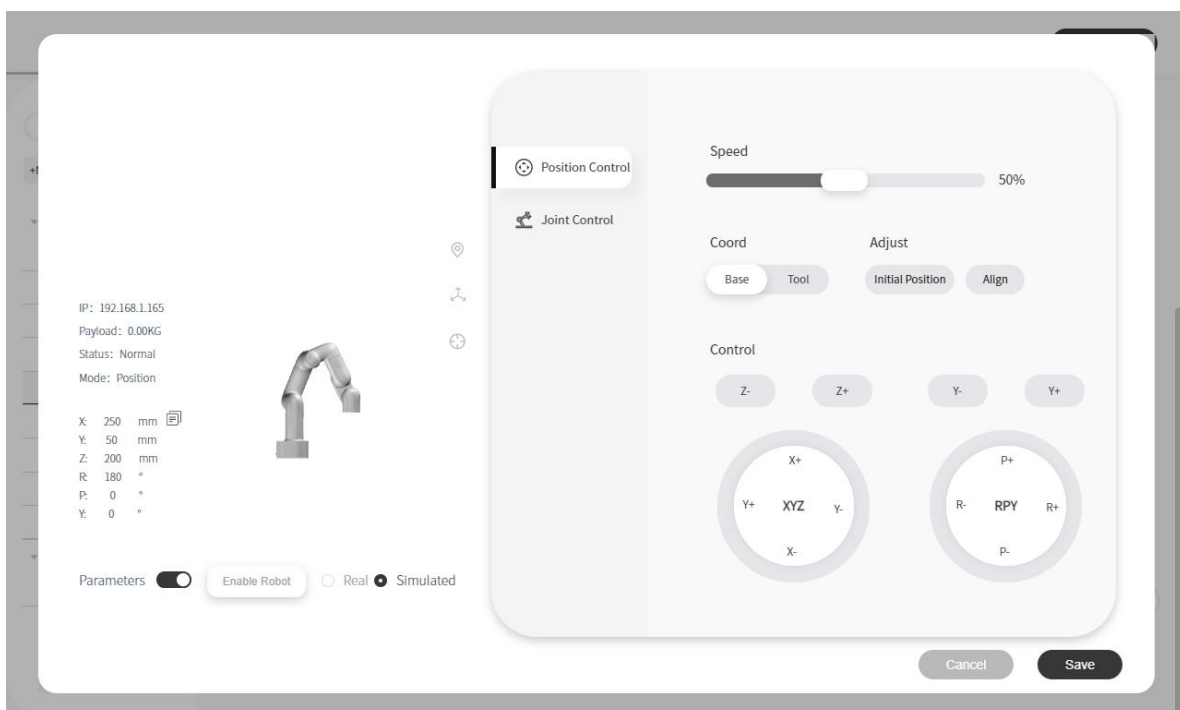 Position Control
Joint Control
Speed
50%
Coord
Adjust
Base
Tool
Initial Position
Align
IP: 192.168.1.165
Payload: 0.00KG
Status: Normal
Mode: Position
X: 250 mm
Y: 50 mm
Z: 200 mm
R: 180 °
P: 0 °
Y: 0 °
Parameters
Enable Robot
Real
Simulated
Control
Z-
Z+
Y-
Y+
X+
Y+ XYZ Y-
X-
P+
R- RPY R+
P-
Cancel
Save